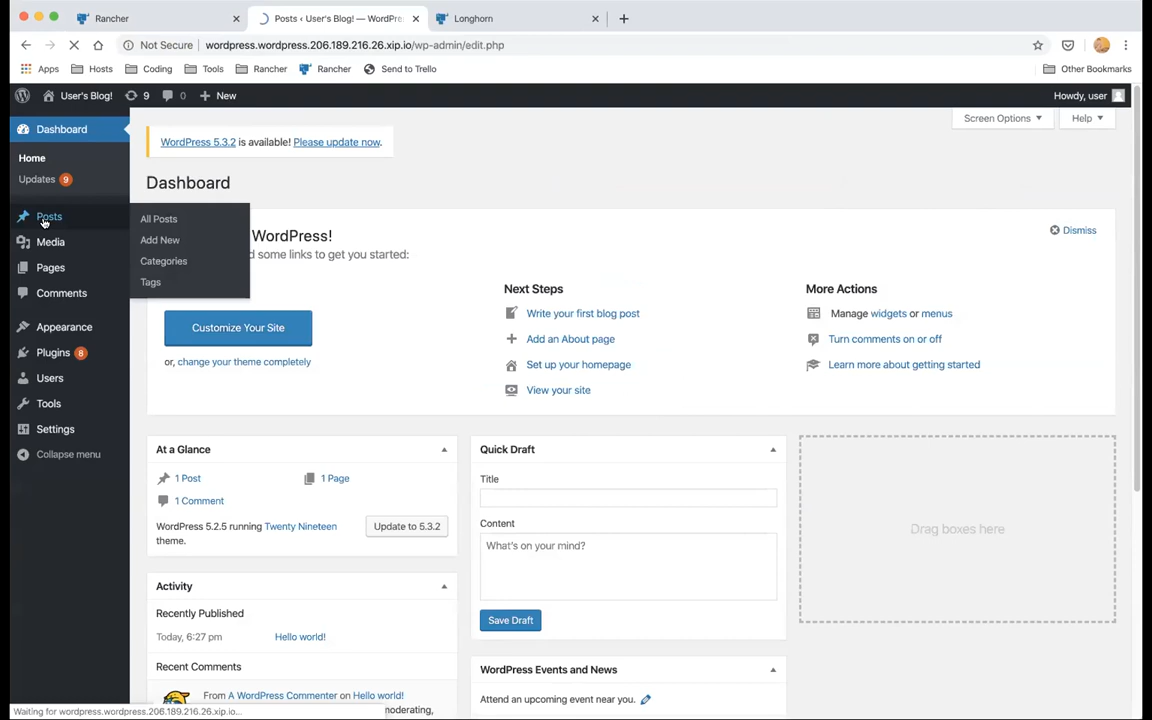 Rancher
Posts ‹ User's Blog! — WordPre
Longhorn
Not Secure
wordpress.wordpress.206.189.216.26.xip.io/wp-admin/edit.php
Apps
Hosts
Coding
Tools
Rancher
Rancher
Send to Trello
Other Bookmarks
User's Blog!
9
0
New
Howdy, user
Dashboard
Home
Updates 9
Posts
Media
Pages
Comments
Appearance
Plugins 8
Users
Tools
Settings
Collapse menu
All Posts
Add New
Categories
Tags
Screen Options
Help
WordPress 5.3.2 is available! Please update now.
Dashboard
WordPress!
d some links to get you started:
Dismiss
Customize Your Site
or, change your theme completely
Next Steps
Write your first blog post
Add an About page
Set up your homepage
View your site
More Actions
Manage widgets or menus
Turn comments on or off
Learn more about getting started
At a Glance
1 Post
1 Page
1 Comment
WordPress 5.2.5 running Twenty Nineteen
theme.
Update to 5.3.2
Activity
Recently Published
Today, 6:27 pm
Hello world!
Recent Comments
From A WordPress Commenter on Hello world!
moderating,
Quick Draft
Title
Content
What's on your mind?
Save Draft
WordPress Events and News
Attend an upcoming event near you.
Drag boxes here
Waiting for wordpress.wordpress.206.189.216.26.xip.io...